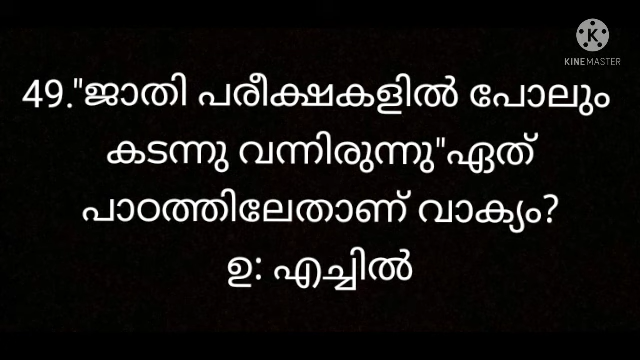 KINEMASTER
49."ജാതി പരീക്ഷകളിൽ പോലും
കടന്നു വന്നിരുന്നു"ഏത്
പാഠത്തിലേതാണ് വാക്യം?
ഉ: എച്ചിൽ